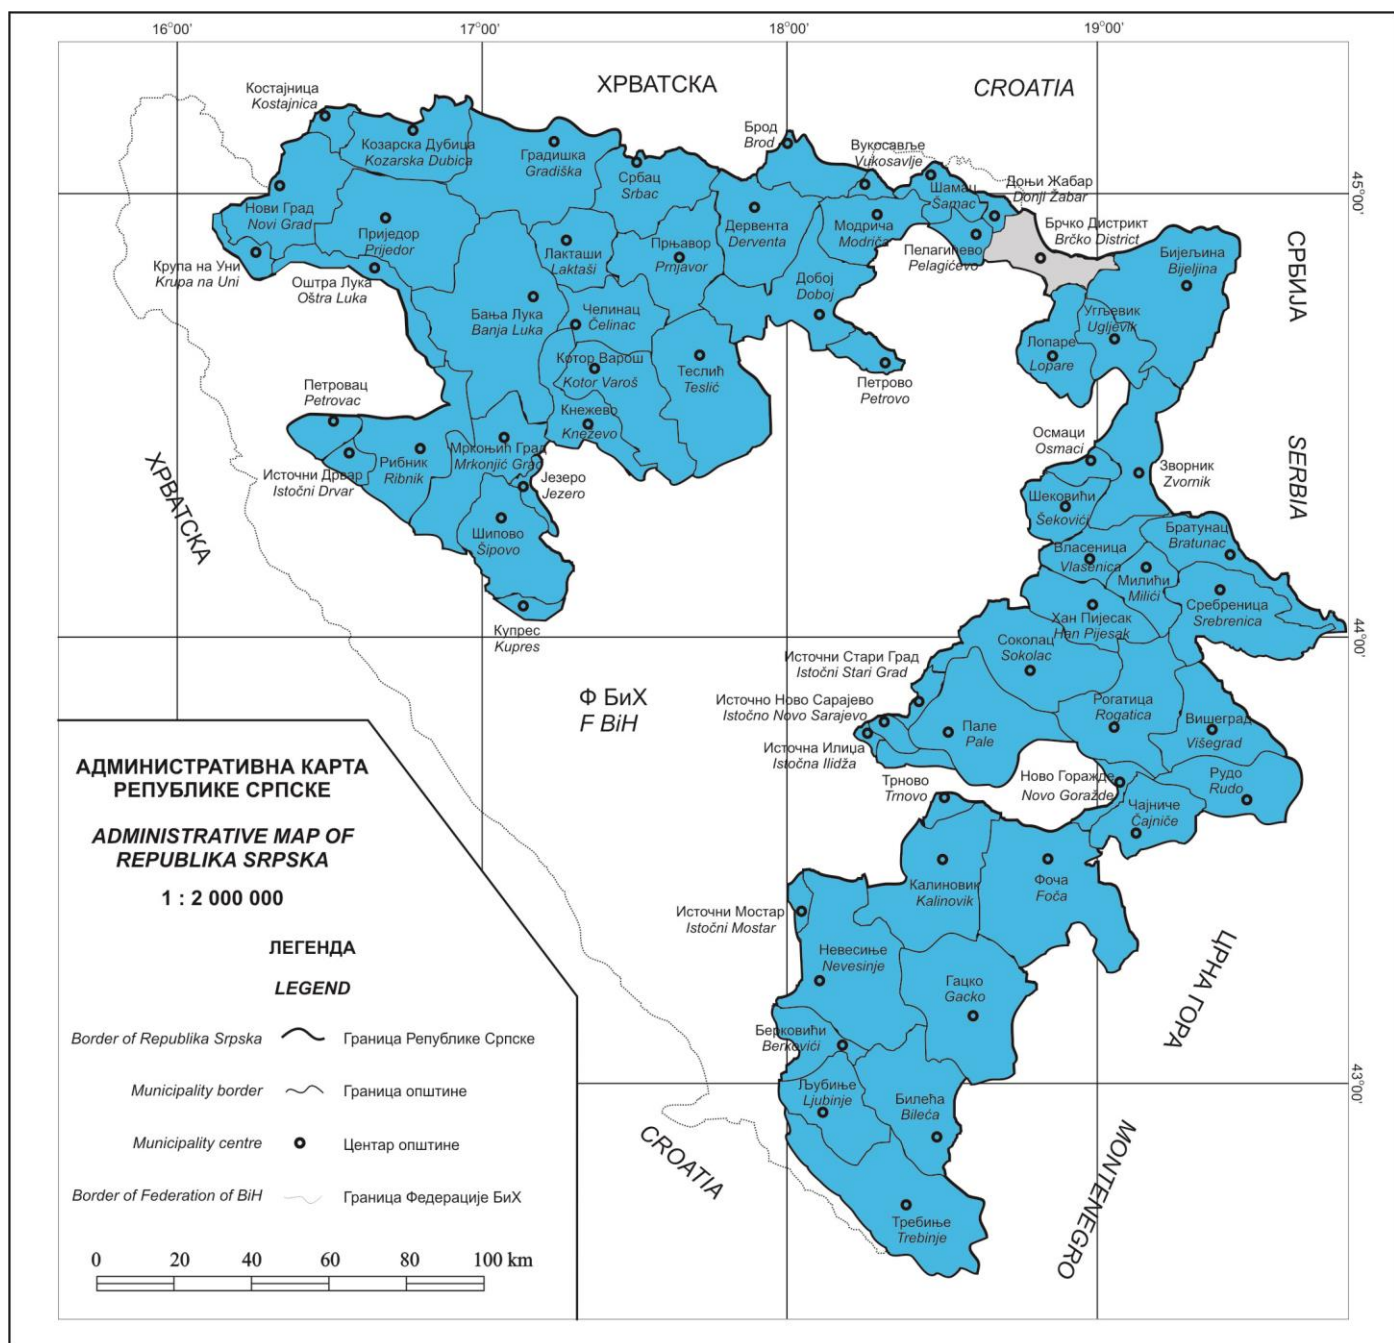 16°00'
17°00'
18°00'
19°00'
ХРВАТСКА
CROATIA
Костајница
Kostajnica
Козарска Дубица
Kozarska Dubica
Градишка
Gradiška
Србац
Srbac
Брод
Brod
Вукосавље
Vukosavlje
Шамац
Šamac
Доњи Жабар
Donji Žabar
45°00'
Нови Град
Novi Grad
Приједор
Prijedor
Лакташи
Laktaši
Прњавор
Prnjavor
Дервента
Derventa
Модрича
Modriča
Пелагићево
Pelagićevo
Брчко Дистрикт
Brčko District
Бијељина
Bijeljina
СРБИЈА
Крупа на Уни
Krupa na Uni
Оштра Лука
Oštra Luka
Бања Лука
Banja Luka
Челинац
Čelinac
Добој
Doboj
Угљевик
Ugljevik
Лопаре
Lopare
Котор Варош
Kotor Varoš
Теслић
Teslić
Петрово
Petrovo
Петровац
Petrovac
Кнежево
Kneževo
Осмаци
Osmaci
Зворник
Zvornik
SERBIA
Источни Дрвар
Istočni Drvar
Рибник
Ribnik
Мркоњић Град
Mrkonjić Grad
Језеро
Jezero
Шековићи
Šekovići
Братунац
Bratunac
ХРВАТСКА
Шипово
Šipovo
Власеница
Vlasenica
Милићи
Milići
Сребреница
Srebrenica
Купрес
Kupres
Хан Пијесак
Han Pijesak
44°00'
Соколац
Sokolac
Источни Стари Град
Istočni Stari Grad
Ф БиХ
F BiH
Источно Ново Сарајево
Istočno Novo Sarajevo
Источна Илиџа
Istočna Ilidža
Пале
Pale
Рогатица
Rogatica
Вишеград
Višegrad
Трново
Trnovo
Ново Горажде
Novo Goražde
Рудо
Rudo
Чајниче
Čajniče
Калиновик
Kalinovik
Фоча
Foča
Источни Мостар
Istočni Mostar
Невесиње
Nevesinje
Гацко
Gacko
ЦРНА ГОРА
Берковићи
Berkovići
43°00'
Љубиње
Ljubinje
Билећа
Bileća
CROATIA
MONTENEGRO
Требиње
Trebinje
АДМИНИСТРАТИВНА КАРТА
РЕПУБЛИКЕ СРПСКЕ
ADMINISTRATIVE MAP OF
REPUBLIKA SRPSKA
1 : 2 000 000
ЛЕГЕНДА
LEGEND
Border of Republika Srpska Граница Републике Српске
Municipality border Граница општине
Municipality centre Центар општине
Border of Federation of BiH Граница Федерације БиХ
0 20 40 60 80 100 km